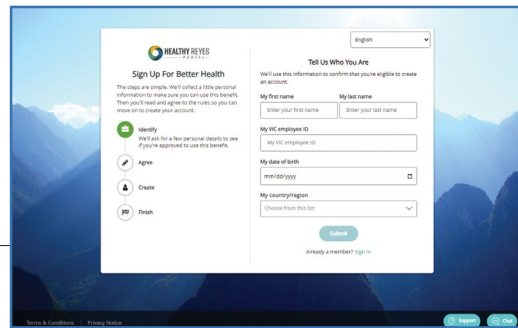 English
HEALTHY REYES
PORTAL
Sign Up For Better Health
The steps are simple. We'll collect a little personal
information to make sure you can use this benefit.
Then you'll read and agree to the rules so you can
move on to create your account.
Identify
We'll ask for a few personal details to see
if you're approved to use this benefit.
Agree
Create
Finish
Tell Us Who You Are
We'll use this information to confirm that you're eligible to create
an account.
My first name My last name
Enter your first name Enter your last name
My VIC employee ID
My VIC employee ID
My date of birth
mm/dd/yyyy
My country/region
Choose from this list
Submit
Already a member? Sign in
Terms & Conditions Privacy Notice
Support Chat